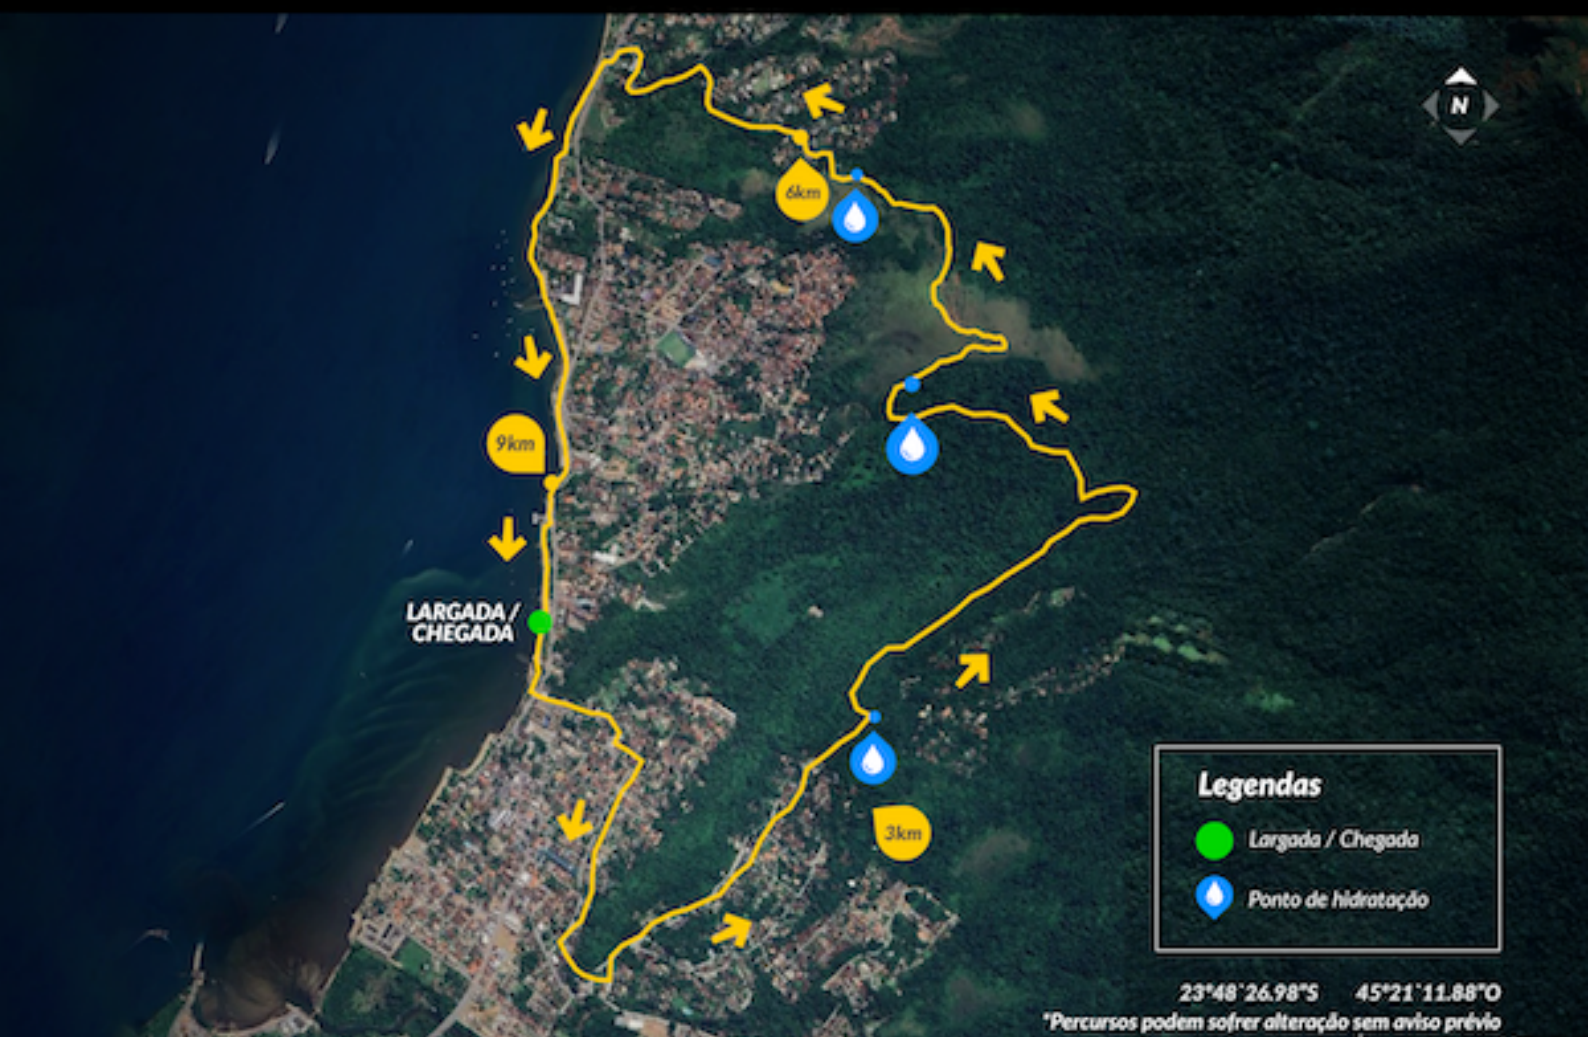 N
6km
9km
LARGADA /
CHEGADA
3km
Legendas
Largada / Chegada
Ponto de hidratação
23°48`26.98"S 45°21`11.88"O
*Percursos podem sofrer alteração sem aviso prévio